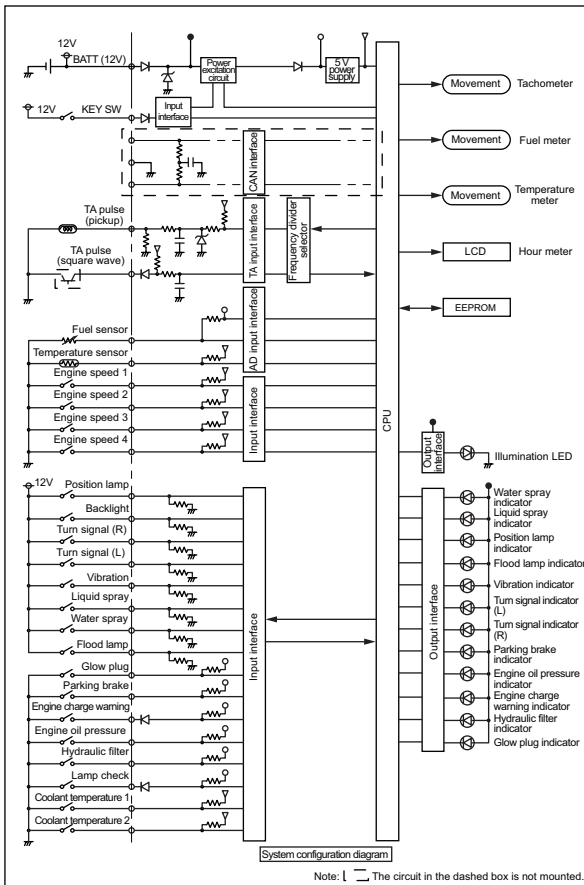 12V
BATT (12V)
Power
excitation
circuit
5 V
power
supply
12V
KEY SW
Input
interface
CAN interface
TA pulse
(pickup)
TA pulse
(square wave)
TA input interface
Frequency divider
selector
Fuel sensor
Temperature sensor
AD input interface
Engine speed 1
Engine speed 2
Engine speed 3
Engine speed 4
Input interface
12V
Position lamp
Backlight
Turn signal (R)
Turn signal (L)
Vibration
Liquid spray
Water spray
Flood lamp
Glow plug
Parking brake
Engine charge warning
Engine oil pressure
Hydraulic filter
Lamp check
Coolant temperature 1
Coolant temperature 2
Input interface
CPU
Movement
Tachometer
Movement
Fuel meter
Movement
Temperature
meter
LCD
Hour meter
EEPROM
Output
interface
Illumination LED
Output interface
Water spray
indicator
Liquid spray
indicator
Position lamp
indicator
Flood lamp indicator
Vibration indicator
Turn signal indicator
(L)
Turn signal indicator
(R)
Parking brake
indicator
Engine oil pressure
indicator
Engine charge
warning indicator
Hydraulic filter
indicator
Glow plug indicator
System configuration diagram
Note: The circuit in the dashed box is not mounted.